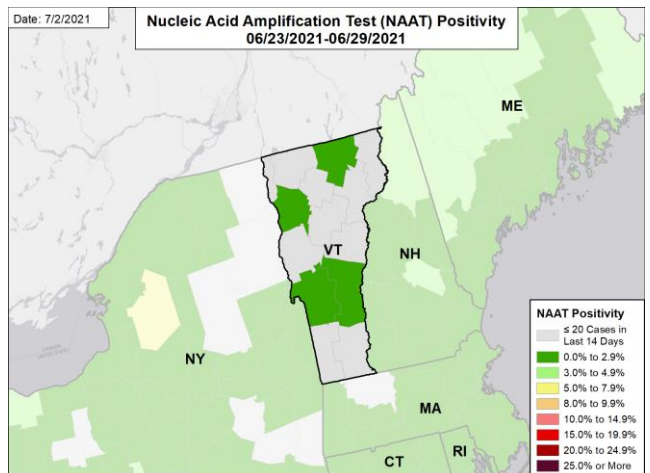 Date: 7/2/2021
Nucleic Acid Amplification Test (NAAT) Positivity
06/23/2021-06/29/2021
ME
VT
NH
NY
MA
CT
RI
NAAT Positivity
≤ 20 Cases in
Last 14 Days
0.0% to 2.9%
3.0% to 4.9%
5.0% to 7.9%
8.0% to 9.9%
10.0% to 14.9%
15.0% to 19.9%
20.0% to 24.9%
25.0% or More